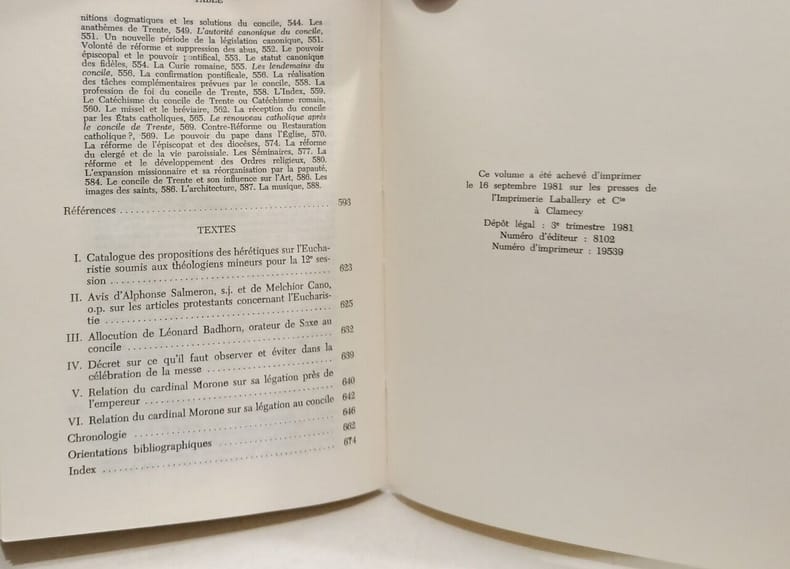 TABLE
nitions dogmatiques et les solutions du concile, 544. Les
anathèmes de Trente, 549. L'autorité canonique du concile,
551. Un nouvelle période de la législation canonique, 551.
Volonté de réforme et suppression des abus, 552. Le pouvoir
épiscopal et le pouvoir pontifical, 553. Le statut canonique
des fidèles, 554. La Curie romaine, 555. Les lendemains du
concile, 556. La confirmation pontificale, 556. La réalisation
des tâches complémentaires prévues par le concile, 558. La
profession de foi du concile de Trente, 558. L'Index, 559.
Le Catéchisme du concile de Trente ou Catéchisme romain,
560. Le missel et le bréviaire, 562. La réception du concile
par les États catholiques, 565. Le renouveau catholique après
le concile de Trente, 569. Contre-Réforme ou Restauration
catholique ?, 569. Le pouvoir du pape dans l'Église, 570.
La réforme de l'épiscopat et des diocèses, 574. La réforme
du clergé et de la vie paroissiale. Les Séminaires, 577. La
réforme et le développement des Ordres religieux, 580.
L'expansion missionnaire et sa réorganisation par la papauté,
584. Le concile de Trente et son influence sur l'Art, 586. Les
images des saints, 586. L'architecture, 587. La musique, 588.
Références ........ 593
TEXTES
I. Catalogue des propositions des hérétiques sur l'Eucha-
ristie soumis aux théologiens mineurs pour la 12e ses-
sion ........ 623
II. Avis d'Alphonse Salmeron, s.j. et de Melchior Cano,
o.p. sur les articles protestants concernant l'Eucharis-
tie ........ 625
III. Allocution de Léonard Badhorn, orateur de Saxe au
concile ........ 632
IV. Décret sur ce qu'il faut observer et éviter dans la
célébration de la messe ........ 639
V. Relation du cardinal Morone sur sa légation près de
l'empereur ........ 640
VI. Relation du cardinal Morone sur sa légation au concile 642
Chronologie ........ 646
Orientations bibliographiques ........ 662
Index ........ 674
Ce volume a été achevé d'imprimer
le 16 septembre 1981 sur les presses de
l'Imprimerie Laballery et Cie
à Clamecy
Dépôt légal : 3e trimestre 1981
Numéro d'éditeur : 8102
Numéro d'imprimeur : 19539